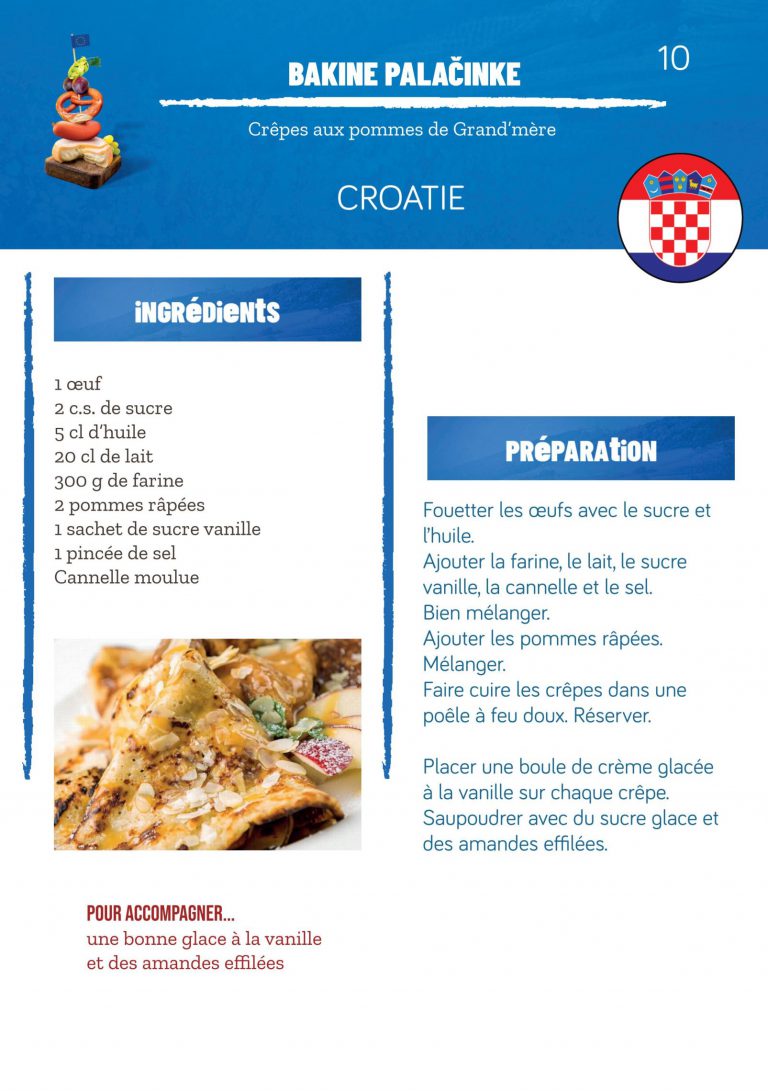 BAKINE PALAČINKE
10
Crêpes aux pommes de Grand'mère
CROATIE
iNGRéDieNtS
1 œuf
2 c.s. de sucre
5 cl d'huile
20 cl de lait
300 g de farine
2 pommes râpées
1 sachet de sucre vanille
1 pincée de sel
Cannelle moulue
PRéPARAtiON
Fouetter les œufs avec le sucre et
l'huile.
Ajouter la farine, le lait, le sucre
vanille, la cannelle et le sel.
Bien mélanger.
Ajouter les pommes râpées.
Mélanger.
Faire cuire les crêpes dans une
poêle à feu doux. Réserver.
Placer une boule de crème glacée
à la vanille sur chaque crêpe.
Saupoudrer avec du sucre glace et
des amandes effilées.
POUR ACCOMPAGNER...
une bonne glace à la vanille
et des amandes effilées